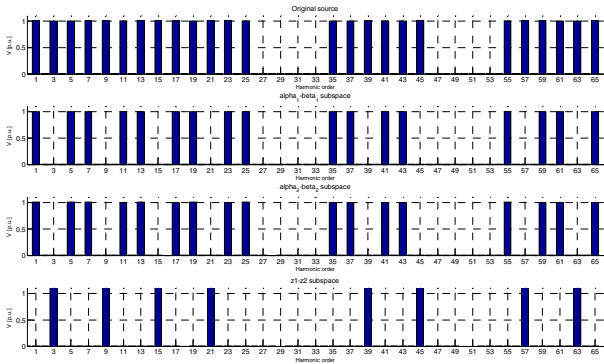 Original source
V [p.u.]
1
0.5
0
1 3 5 7 9 11 13 15 17 19 21 23 25 27 29 31 33 35 37 39 41 43 45 47 49 51 53 55 57 59 61 63 65
Harmonic order
alpha1-beta1 subspace
V [p.u.]
1
0.5
0
1 3 5 7 9 11 13 15 17 19 21 23 25 27 29 31 33 35 37 39 41 43 45 47 49 51 53 55 57 59 61 63 65
Harmonic order
alpha2-beta2 subspace
V [p.u.]
1
0.5
0
1 3 5 7 9 11 13 15 17 19 21 23 25 27 29 31 33 35 37 39 41 43 45 47 49 51 53 55 57 59 61 63 65
Harmonic order
z1-z2 subspace
V [p.u.]
1
0.5
0
1 3 5 7 9 11 13 15 17 19 21 23 25 27 29 31 33 35 37 39 41 43 45 47 49 51 53 55 57 59 61 63 65
Harmonic order